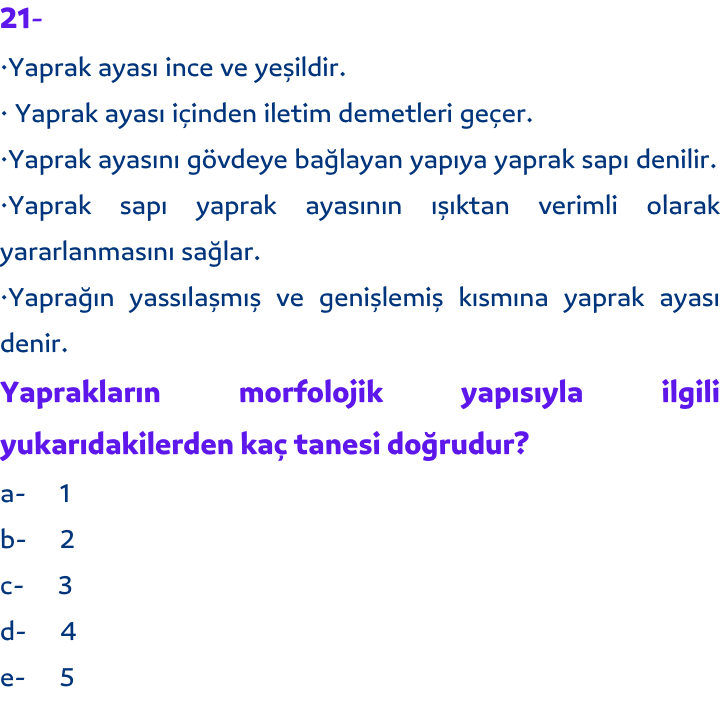 21-
·Yaprak ayası ince ve yeşildir.
· Yaprak ayası içinden iletim demetleri geçer.
·Yaprak ayasını gövdeye bağlayan yapıya yaprak sapı denilir.
·Yaprak sapı yaprak ayasının ışıktan verimli olarak
yararlanmasını sağlar.
·Yaprağın yassılaşmış ve genişlemiş kısmına yaprak ayası
denir.
Yaprakların morfolojik yapısıyla ilgili
yukarıdakilerden kaç tanesi doğrudur?
a- 1
b- 2
c- 3
d- 4
e- 5